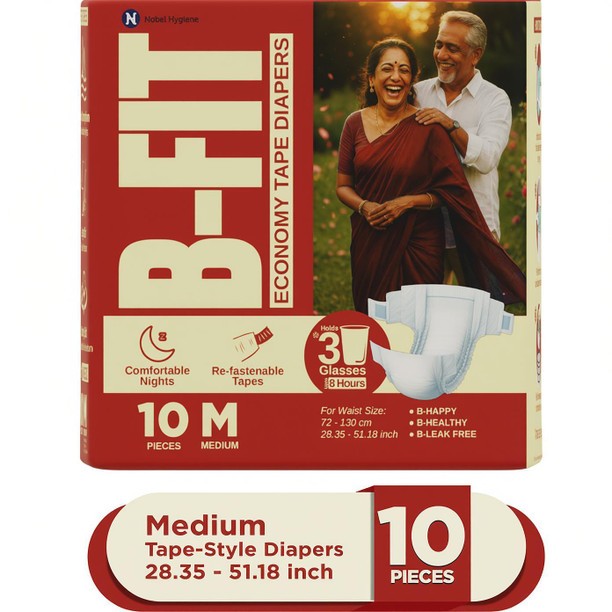 Nobel Hygiene
B-FIT
ECONOMY TAPE DIAPERS
Comfortable
Nights
Re-fastenable
Tapes
Holds
3
Glasses
8 Hours
10
PIECES
M
MEDIUM
For Waist Size:
72 - 130 cm
28.35 - 51.18 inch
• B-HAPPY
• B-HEALTHY
• B-LEAK FREE
Medium
Tape-Style Diapers
28.35 - 51.18 inch
10
PIECES